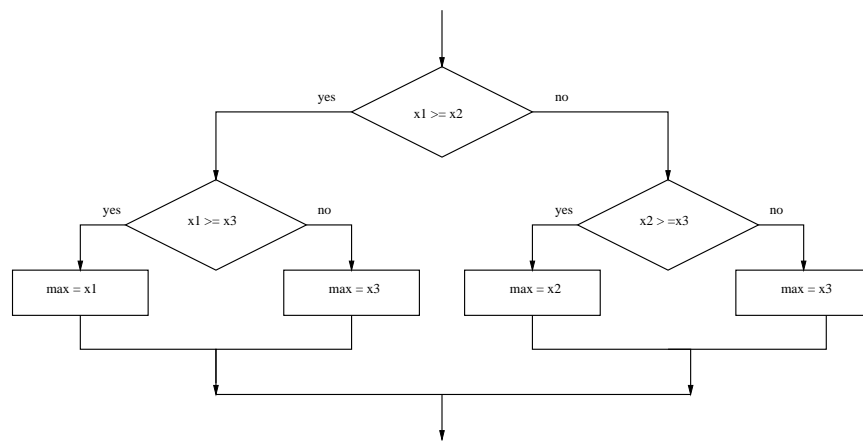 yes
no
x1 >= x2
yes
no
x1 >= x3
yes
no
x2 > =x3
max = x1
max = x3
max = x2
max = x3